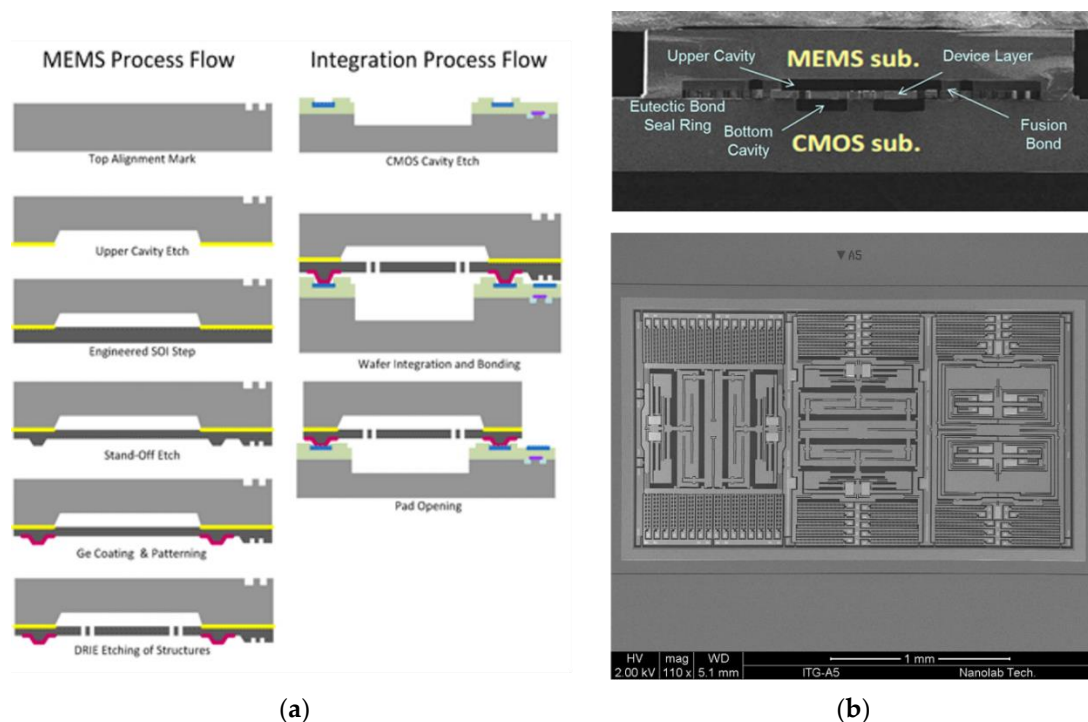 MEMS Process Flow
Top Alignment Mark
Upper Cavity Etch
Engineered SOI Step
Stand-Off Etch
Ge Coating & Patterning
DRIE Etching of Structures
Integration Process Flow
CMOS Cavity Etch
Wafer Integration and Bonding
Pad Opening
(a)
Upper Cavity
MEMS sub.
Device Layer
Eutectic Bond
Seal Ring
Bottom
Cavity
CMOS sub.
Fusion
Bond
▼A5
HV mag WD
2.00 kV 110 x 5.1 mm
1 mm
ITG-A5 Nanolab Tech.
(b)